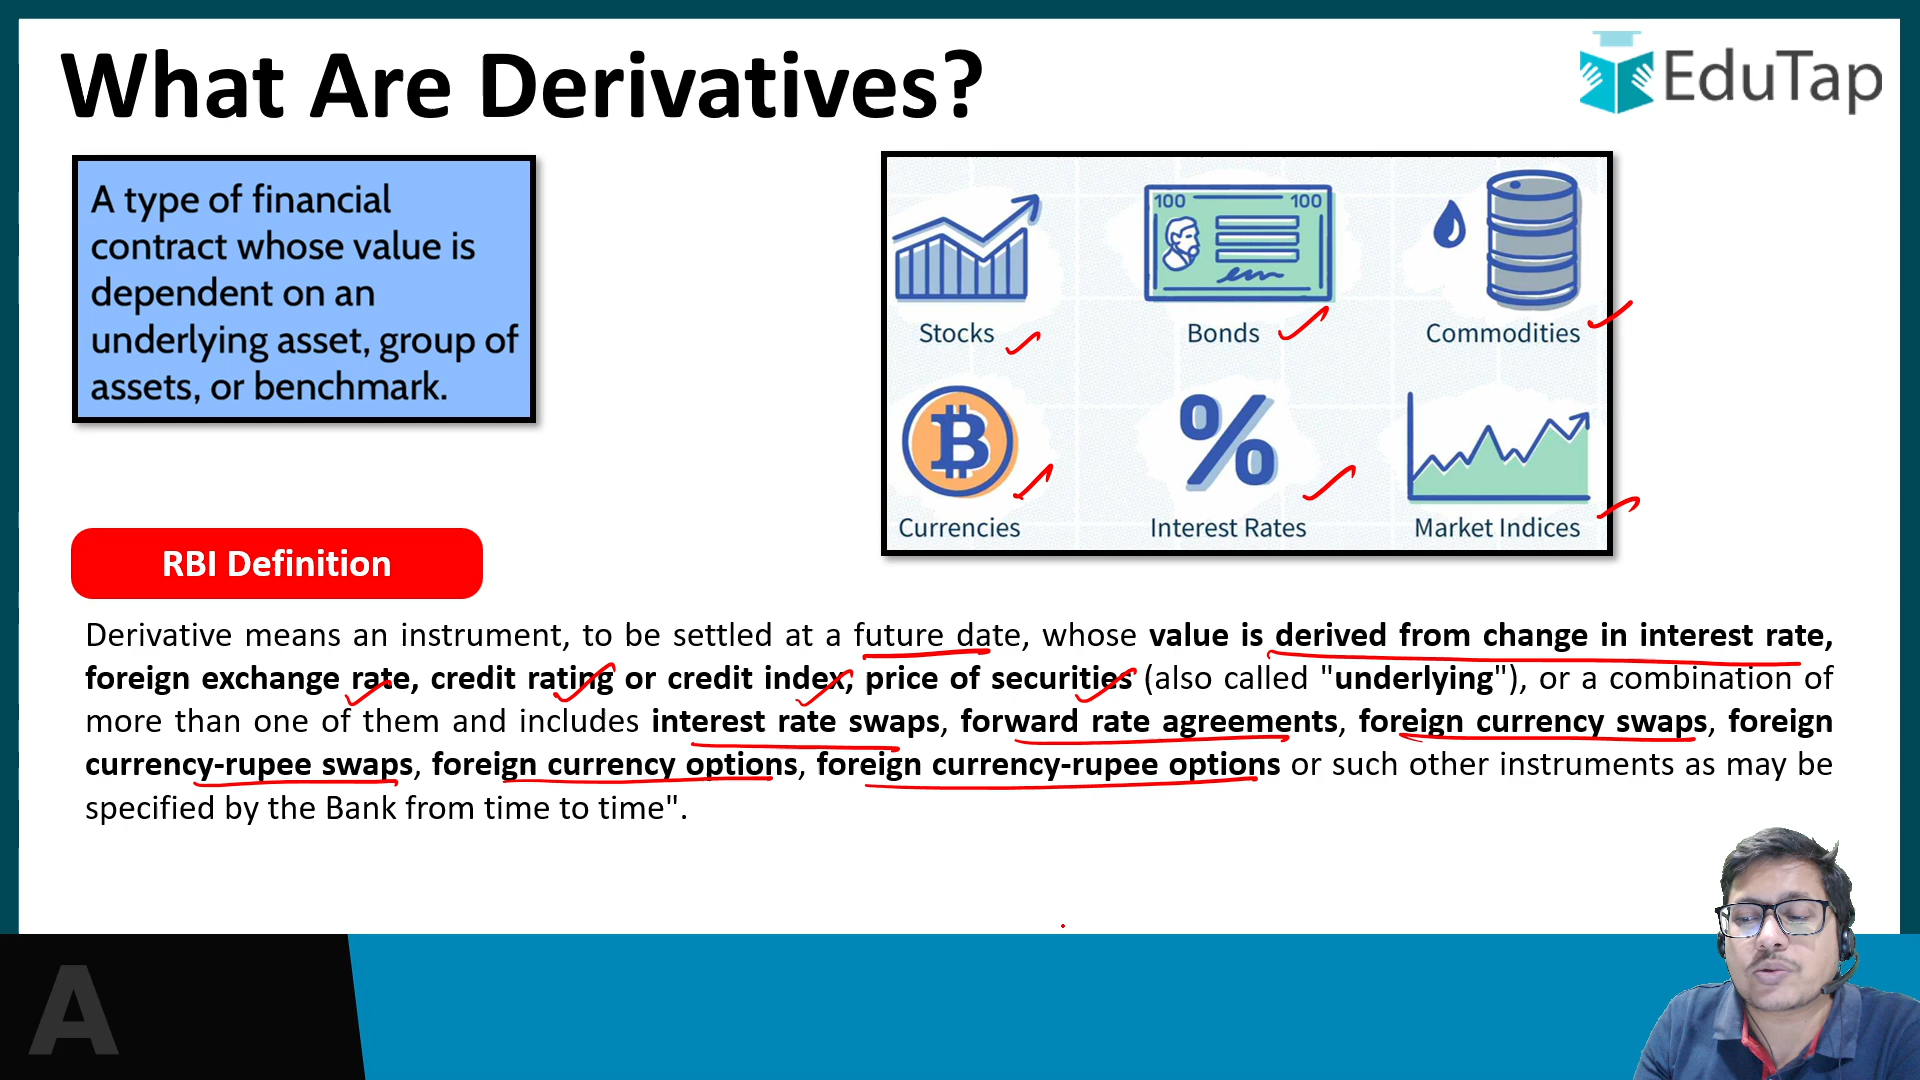 What Are Derivatives?
EduTap
A type of financial
contract whose value is
dependent on an
underlying asset, group of
assets, or benchmark.
100 100
Stocks
Bonds
Commodities
Currencies
Interest Rates
Market Indices
RBI Definition
Derivative means an instrument, to be settled at a future date, whose value is derived from change in interest rate,
foreign exchange rate, credit rating or credit index, price of securities (also called "underlying"), or a combination of
more than one of them and includes interest rate swaps, forward rate agreements, foreign currency swaps, foreign
currency-rupee swaps, foreign currency options, foreign currency-rupee options or such other instruments as may be
specified by the Bank from time to time".
A